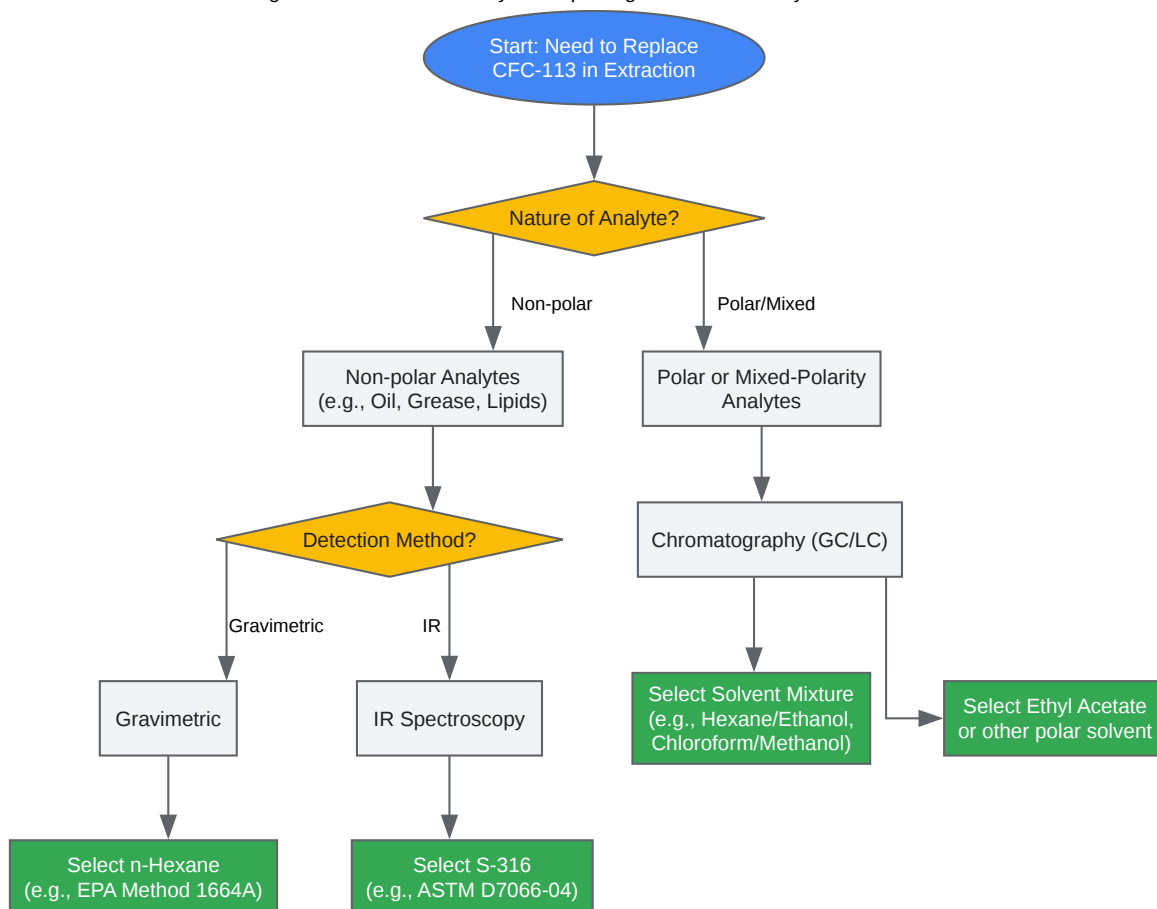 Start: Need to Replace
CFC-113 in Extraction
Nature of Analyte?
Non-polar
Polar/Mixed
Non-polar Analytes
(e.g., Oil, Grease, Lipids)
Polar or Mixed-Polarity
Analytes
Detection Method?
Chromatography (GC/LC)
Gravimetric
IR
Gravimetric
IR Spectroscopy
Select Solvent Mixture
(e.g., Hexane/Ethanol,
Chloroform/Methanol)
Select Ethyl Acetate
or other polar solvent
Select n-Hexane
(e.g., EPA Method 1664A)
Select S-316
(e.g., ASTM D7066-04)